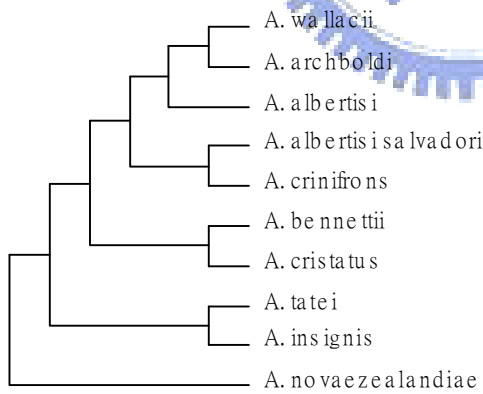 A. wallacii
A. archboldi
A. albertisi
A. albertisi salvadori
A. crinifrons
A. bennettii
A. cristatus
A. tatei
A. insignis
A. novaezealandiae